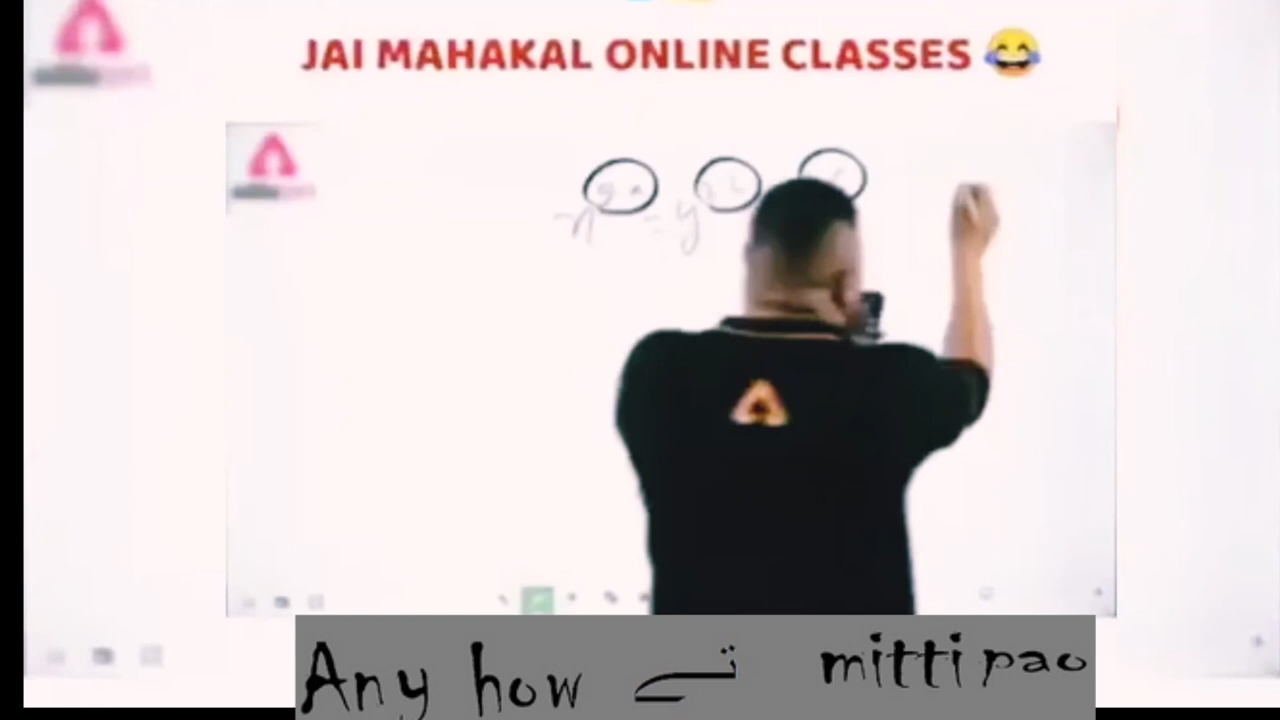 JAI MAHAKAL ONLINE CLASSES 😂
Any how تے mitti pao